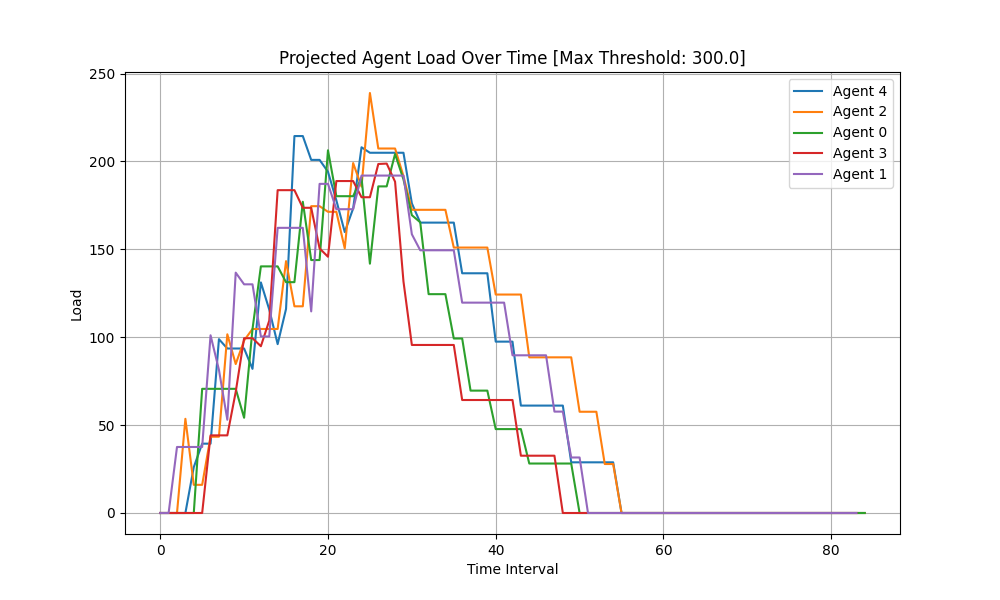 Projected Agent Load Over Time [Max Threshold: 300.0]
Load
250
200
150
100
50
0
0 20 40 60 80
Time Interval
Agent 4
Agent 2
Agent 0
Agent 3
Agent 1